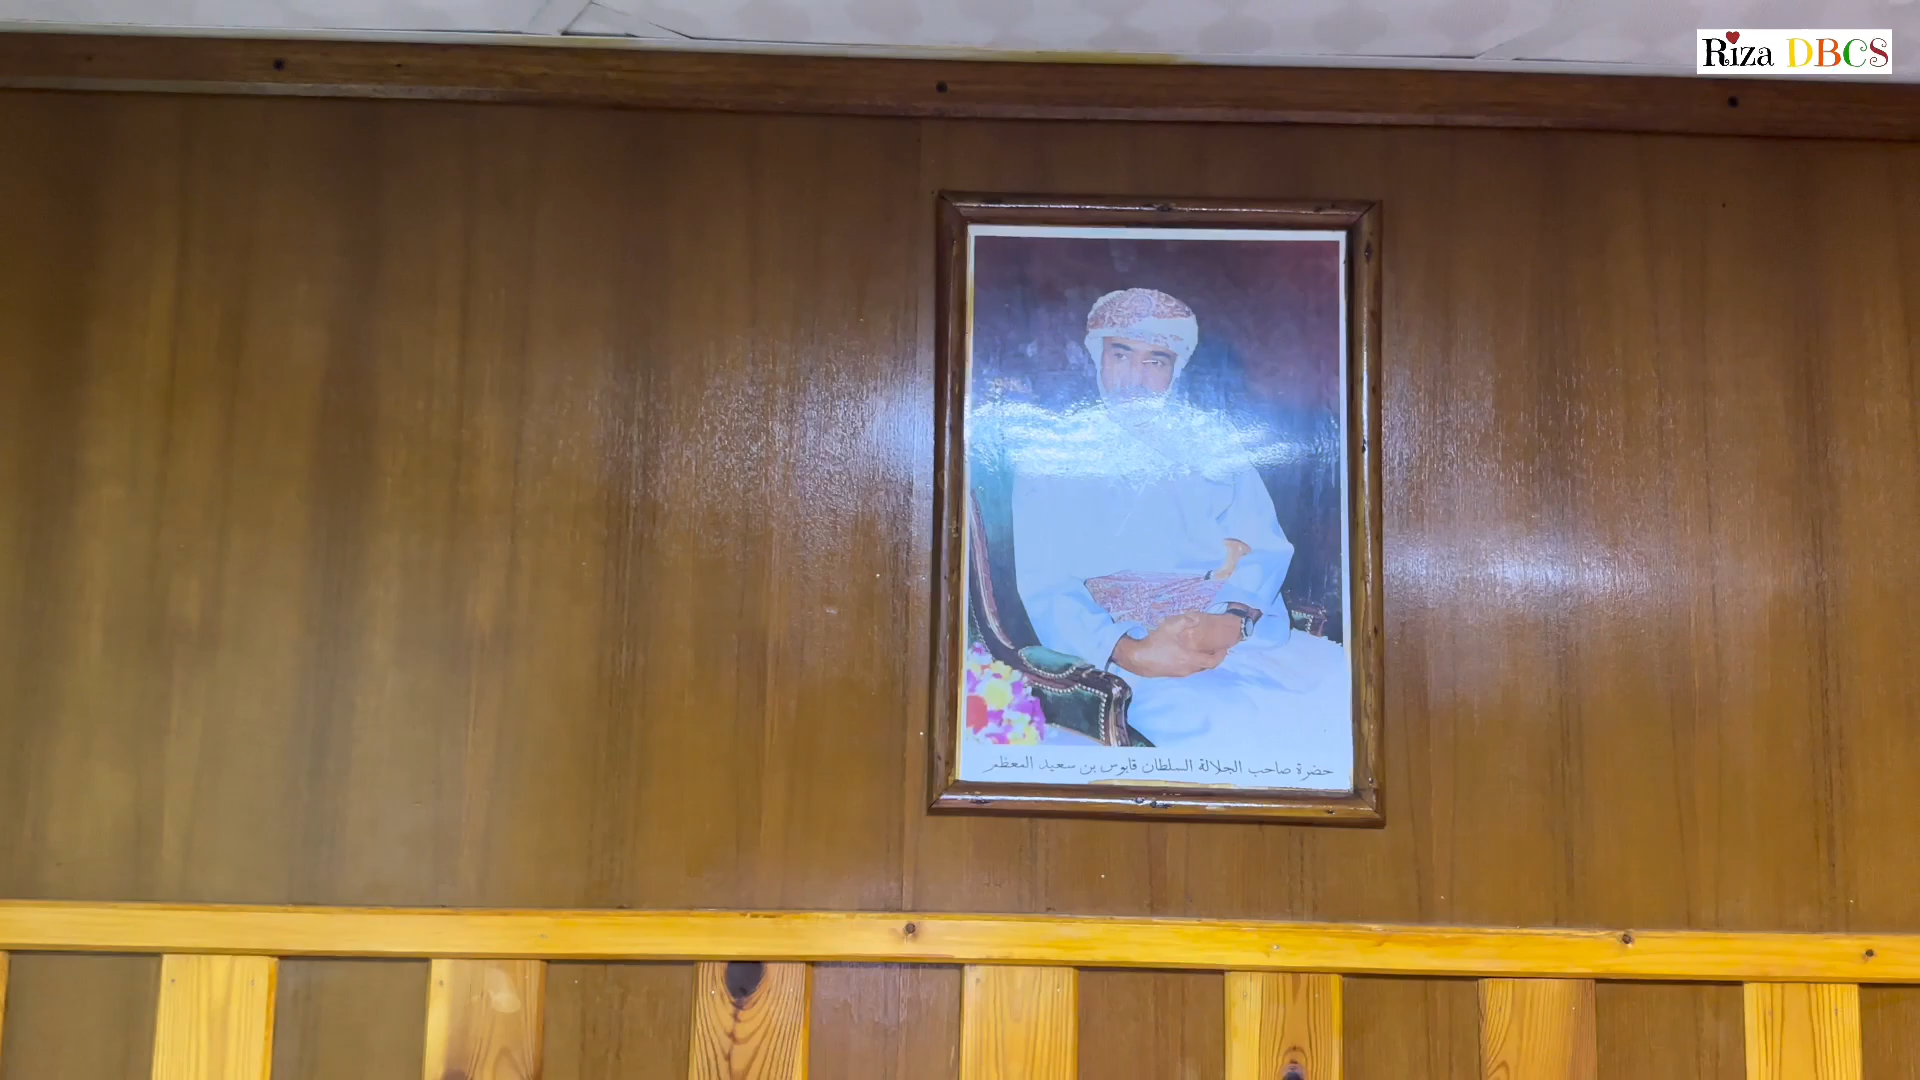 Riza DBCS
حضرة صاحب الجلالة السلطان قابوس بن سعيد المعظم